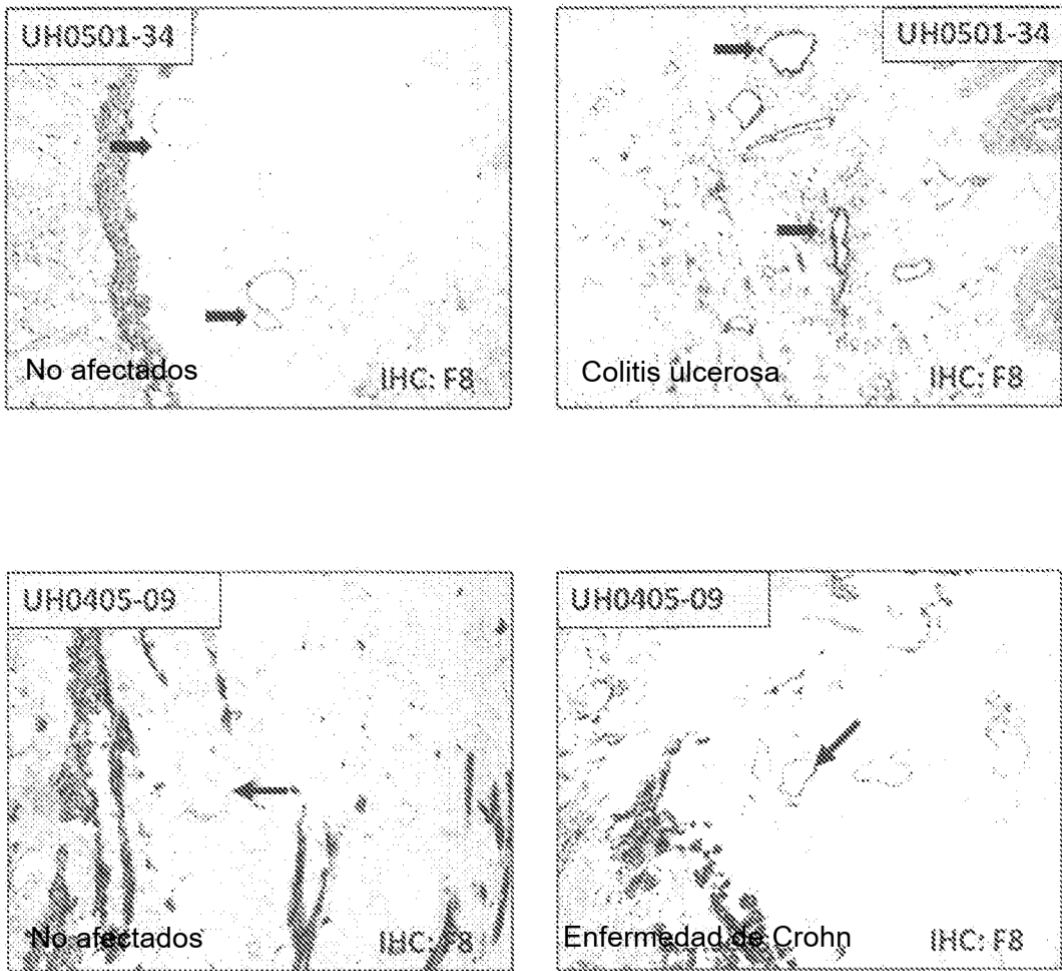 UH0501-34
No afectados
IHC: F8
UH0501-34
Colitis ulcerosa
IHC: F8
UH0405-09
No afectados
IHC: F8
UH0405-09
Enfermedad de Crohn
IHC: F8